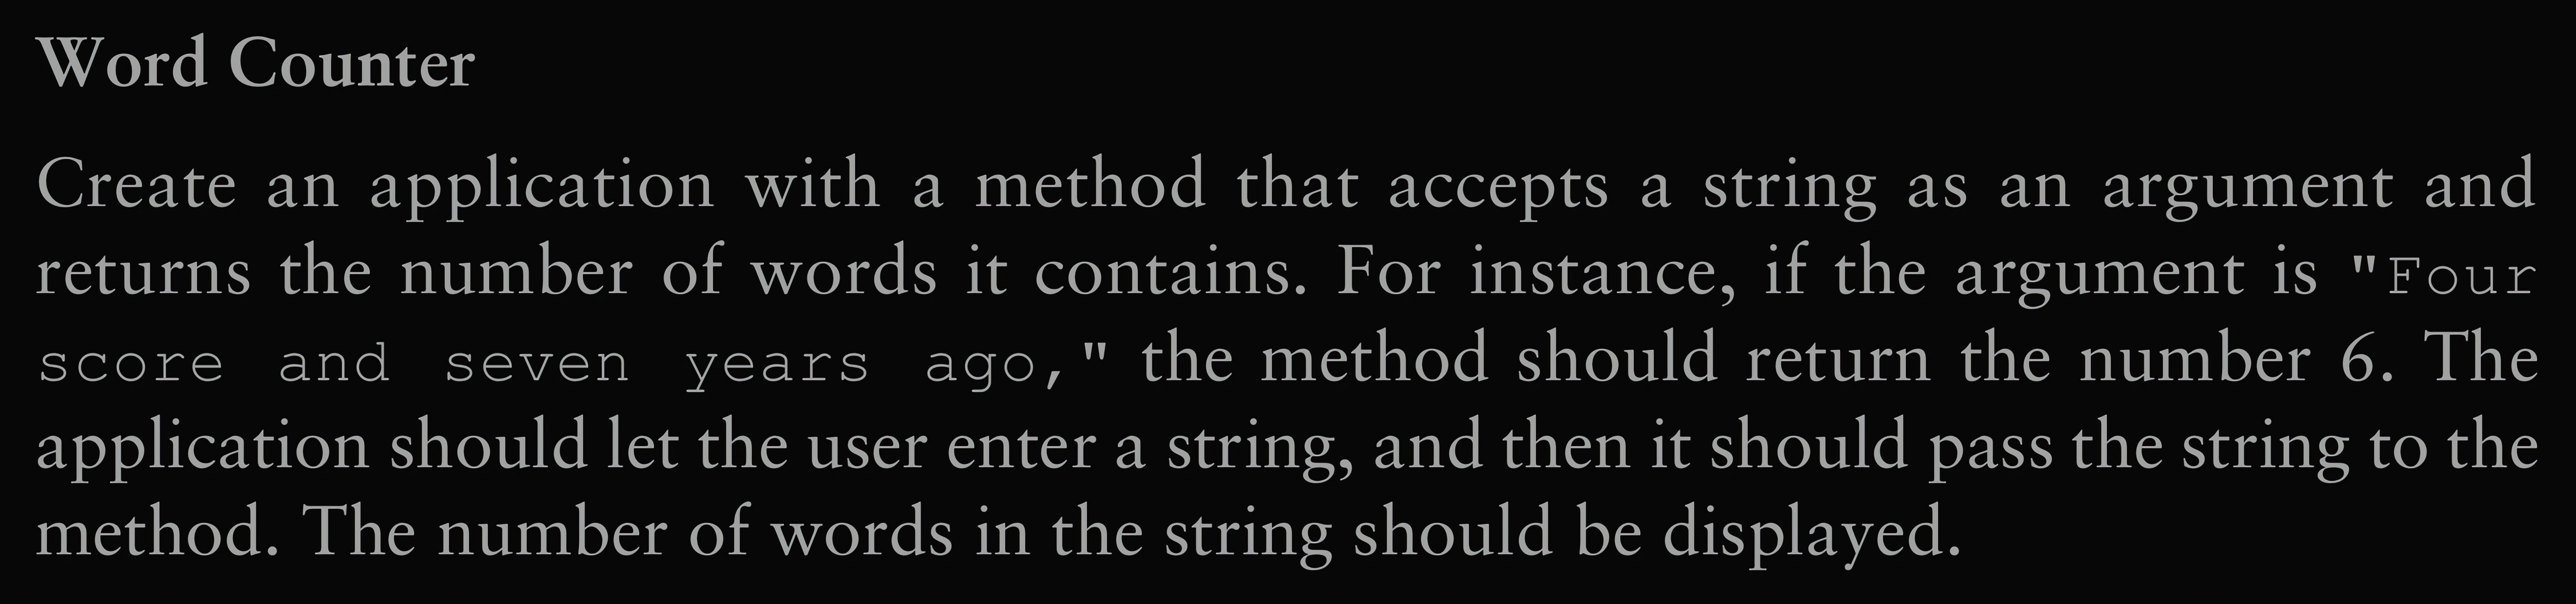 Word Counter
Create an application with a method that accepts a string as an argument and
returns the number of words it contains. For instance, if the argument is "Four
score and seven years ago," the method should return the number 6. The
application should let the user enter a string, and then it should pass the string to the
method. The number of words in the string should be displayed.